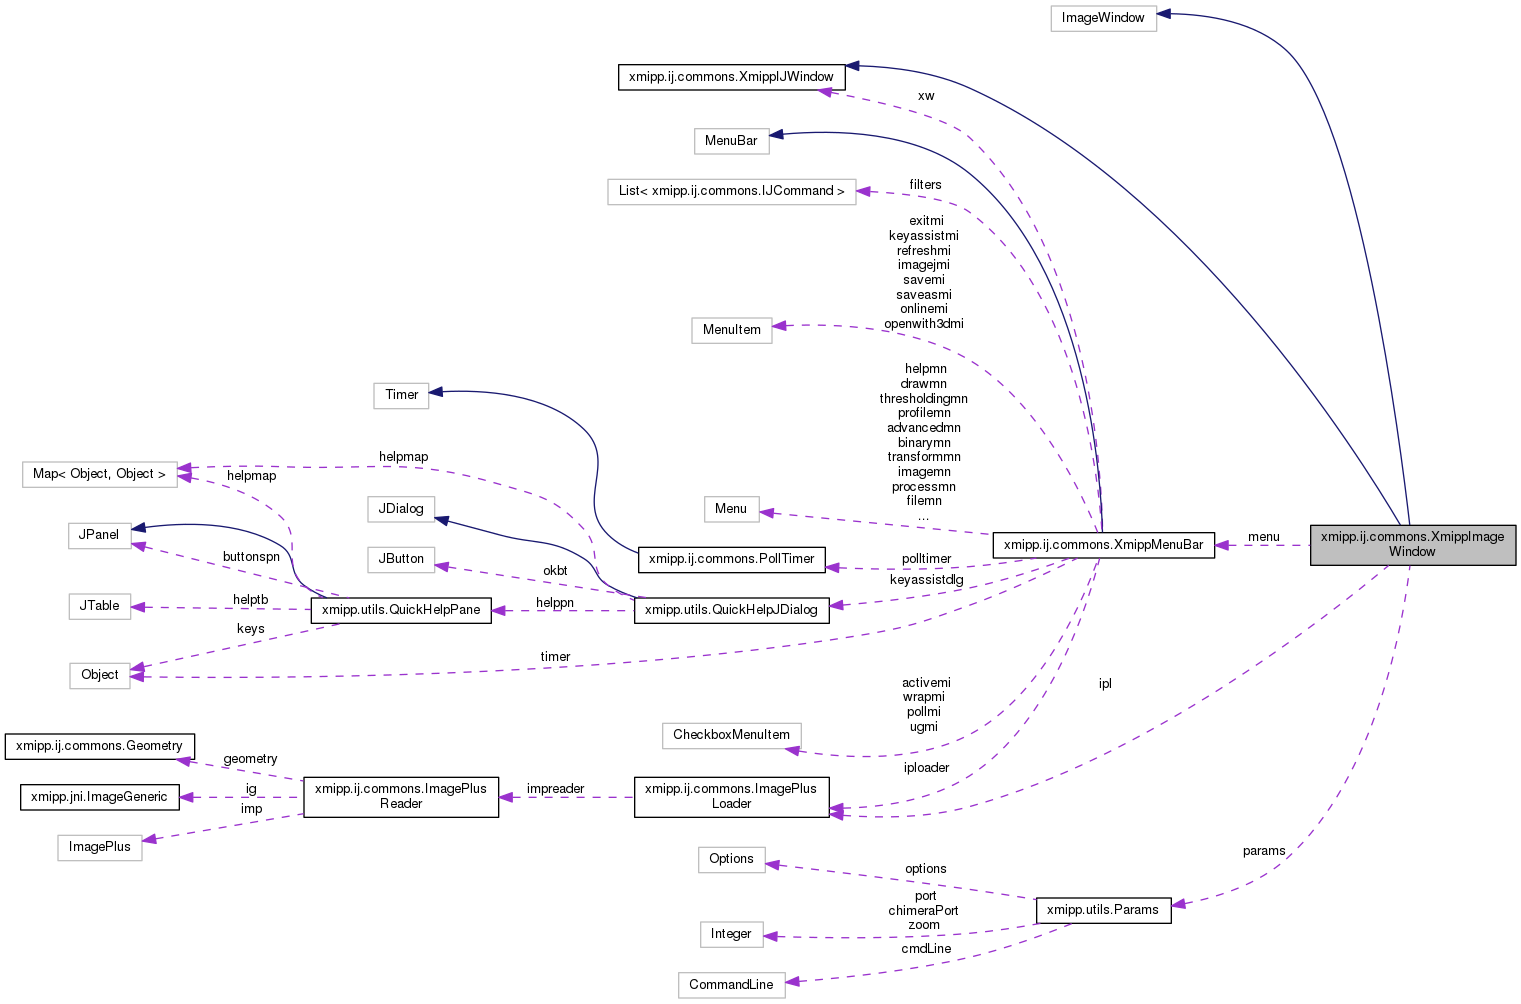 ImageWindow
xmipp.ij.commons.XmippIJWindow
xw
MenuBar
List< xmipp.ij.commons.IJCommand >
filters
exitmi
keyassistmi
refreshmi
imagejmi
savemi
saveasmi
onlinemi
openwith3dmi
MenuItem
helpmn
drawmn
thresholdingmn
profilemn
advancedmn
binarymn
transformmn
imagemn
processmn
filemn
...
Timer
Map< Object, Object >
helpmap
helpmap
JDialog
Menu
JPanel
buttonspn
JButton
okbt
xmipp.ij.commons.PollTimer
polltimer
xmipp.ij.commons.XmippMenuBar
menu
xmipp.ij.commons.XmippImage
Window
keyassistdlg
JTable
helptb
xmipp.utils.QuickHelpPane
helppn
xmipp.utils.QuickHelpJDialog
keys
Object
timer
activemi
wrapmi
pollmi
ugmi
ipl
CheckboxMenuItem
xmipp.ij.commons.Geometry
geometry
iploader
xmipp.jni.ImageGeneric
ig
xmipp.ij.commons.ImagePlus
Reader
impreader
xmipp.ij.commons.ImagePlus
Loader
imp
ImagePlus
params
Options
options
port
chimeraPort
zoom
xmipp.utils.Params
Integer
cmdLine
CommandLine